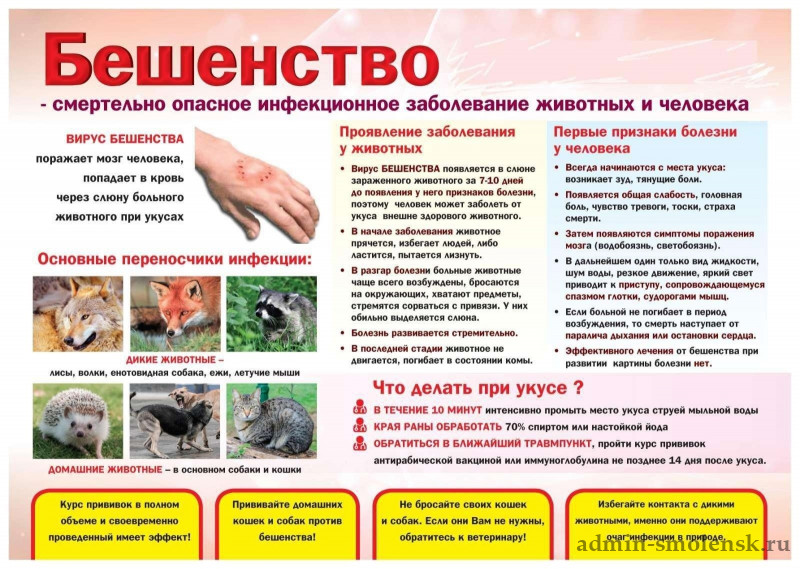 Бешенство
- смертельно опасное инфекционное заболевание животных и человека
ВИРУС БЕШЕНСТВА
поражает мозг человека,
попадает в кровь
через слюну больного
животного при укусах
Основные переносчики инфекции:
ДИКИЕ ЖИВОТНЫЕ –
лисы, волки, енотовидная собака, ежи, летучие мыши
ДОМАШНИЕ ЖИВОТНЫЕ – в основном собаки и кошки
Проявление заболевания
у животных
• Вирус БЕШЕНСТВА появляется в слюне
зараженного животного за 7-10 дней
до появления у него признаков болезни,
поэтому человек может заболеть от
укуса внешне здорового животного.
• В начале заболевания животное
прячется, избегает людей, либо
ластится, пытается лизнуть.
• В разгар болезни больные животные
чаще всего возбуждены, бросаются
на окружающих, хватают предметы,
стремятся сорваться с привязи. У них
обильно выделяется слюна.
• Болезнь развивается стремительно.
• В последней стадии животное не
двигается, погибает в состоянии комы.
Первые признаки болезни
у человека
• Всегда начинаются с места укуса:
возникает зуд, тянущие боли.
• Появляется общая слабость, головная
боль, чувство тревоги, тоски, страха
смерти.
• Затем появляются симптомы поражения
мозга (водобоязнь, светобоязнь).
• В дальнейшем один только вид жидкости,
шум воды, резкое движение, яркий свет
приводит к приступу, сопровождающемуся
спазмом глотки, судорогами мышц.
• Если больной не погибает в период
возбуждения, то смерть наступает от
паралича дыхания или остановки сердца.
• Эффективного лечения от бешенства при
развитии картины болезни нет.
Что делать при укусе ?
В ТЕЧЕНИЕ 10 МИНУТ интенсивно промыть место укуса струей мыльной воды
КРАЯ РАНЫ ОБРАБОТАТЬ 70% спиртом или настойкой йода
ОБРАТИТЬСЯ В БЛИЖАЙШИЙ ТРАВМПУНКТ, пройти курс прививок
антирабической вакциной или иммуноглобулина не позднее 14 дня после укуса.
Курс прививок в полном
объеме и своевременно
проведенный имеет эффект!
Прививайте домашних
кошек и собак против
бешенства!
Не бросайте своих кошек
и собак. Если они Вам не нужны,
обратитесь к ветеринару!
Избегайте контакта с дикими
животными, именно они поддерживают
очаг инфекции в природе.
admin-smolensk.ru